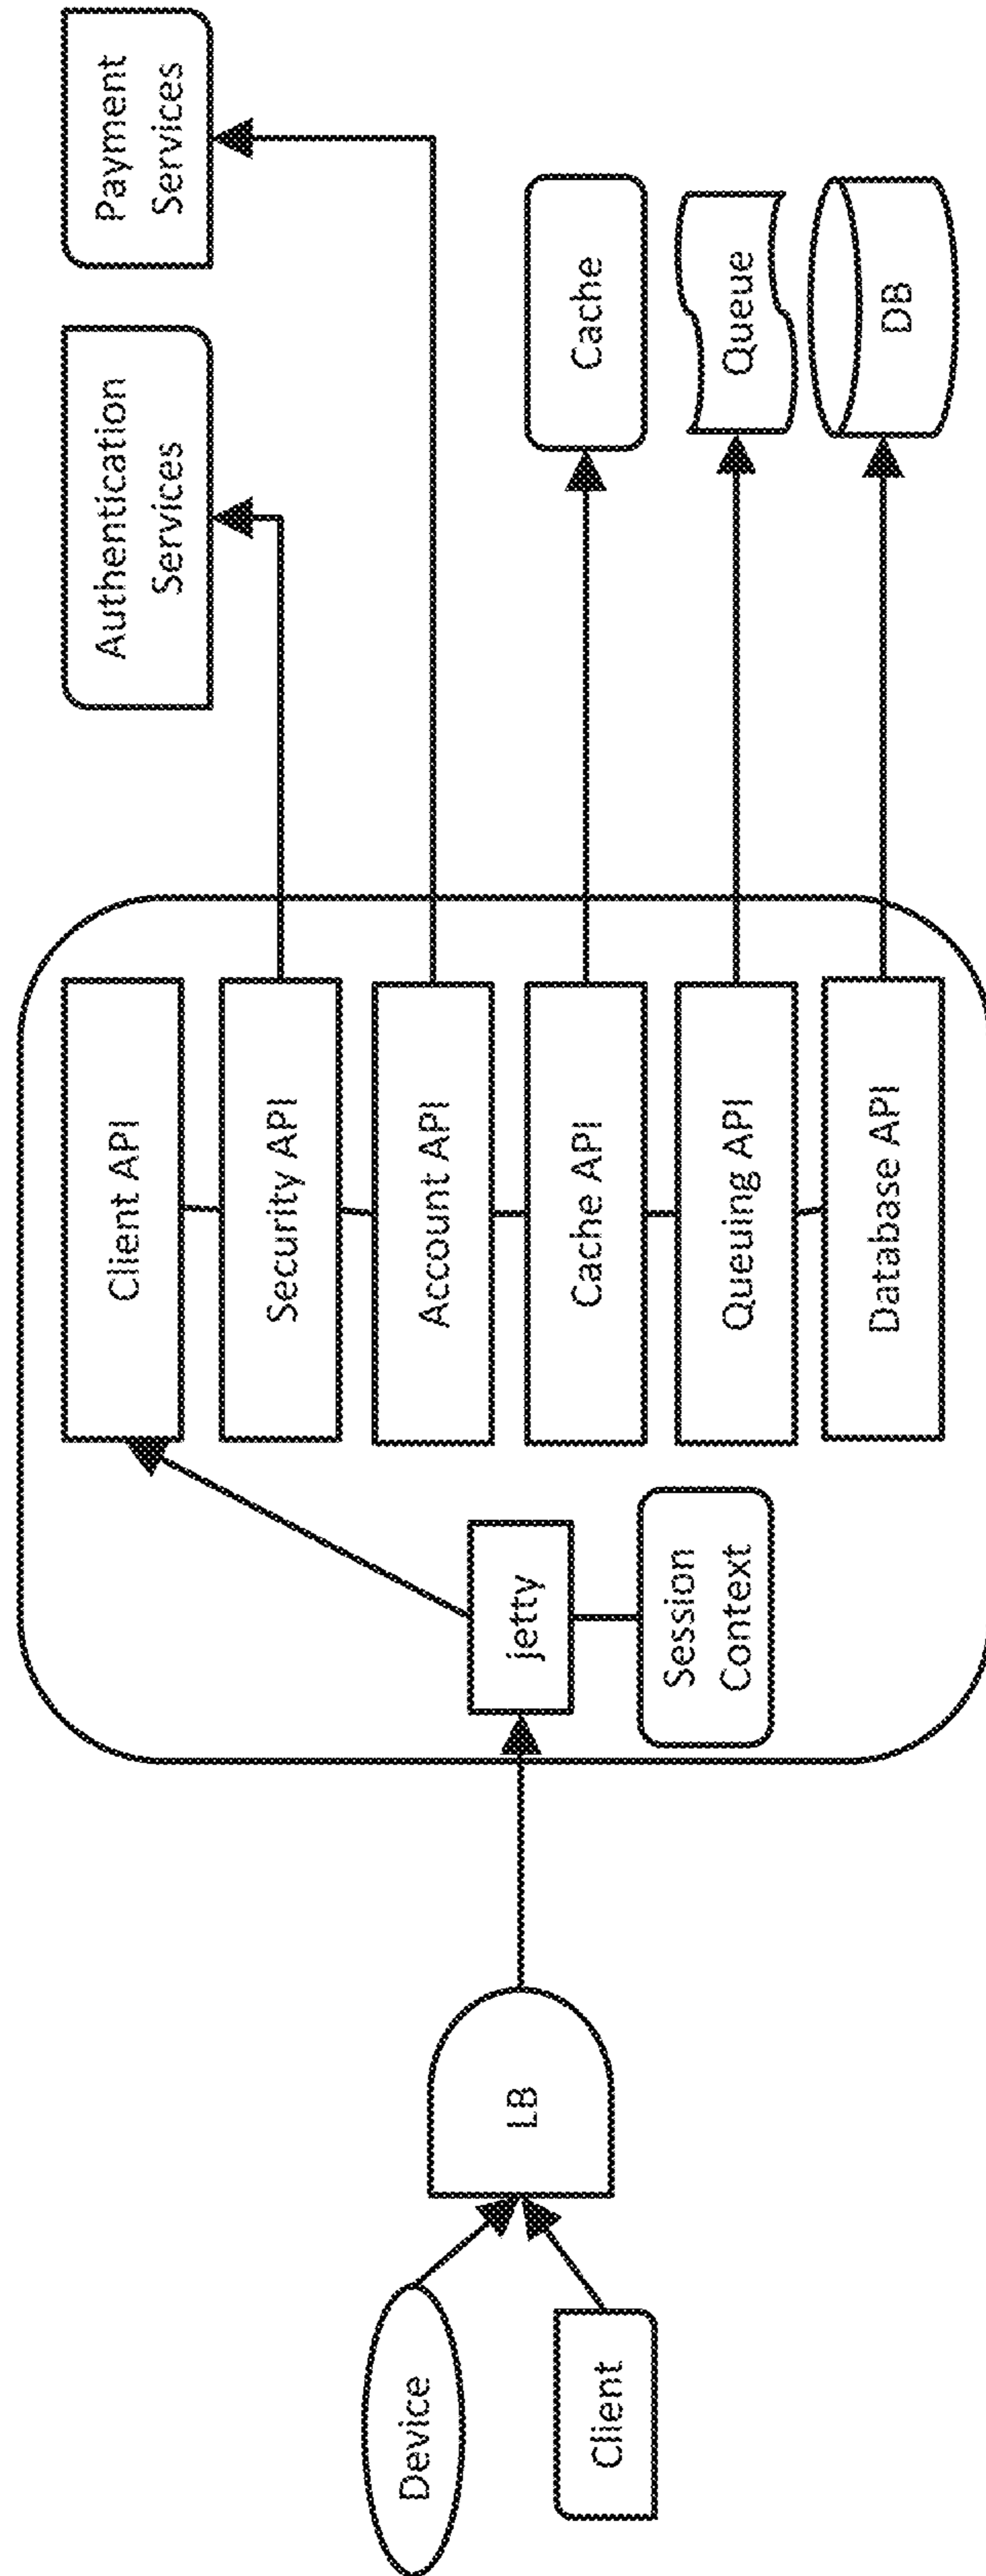 Device
Client
LB
jetty
Session
Context
Client API
Security API
Account API
Cache API
Queuing API
Database API
Authentication
Services
Payment
Services
Cache
Queue
DB